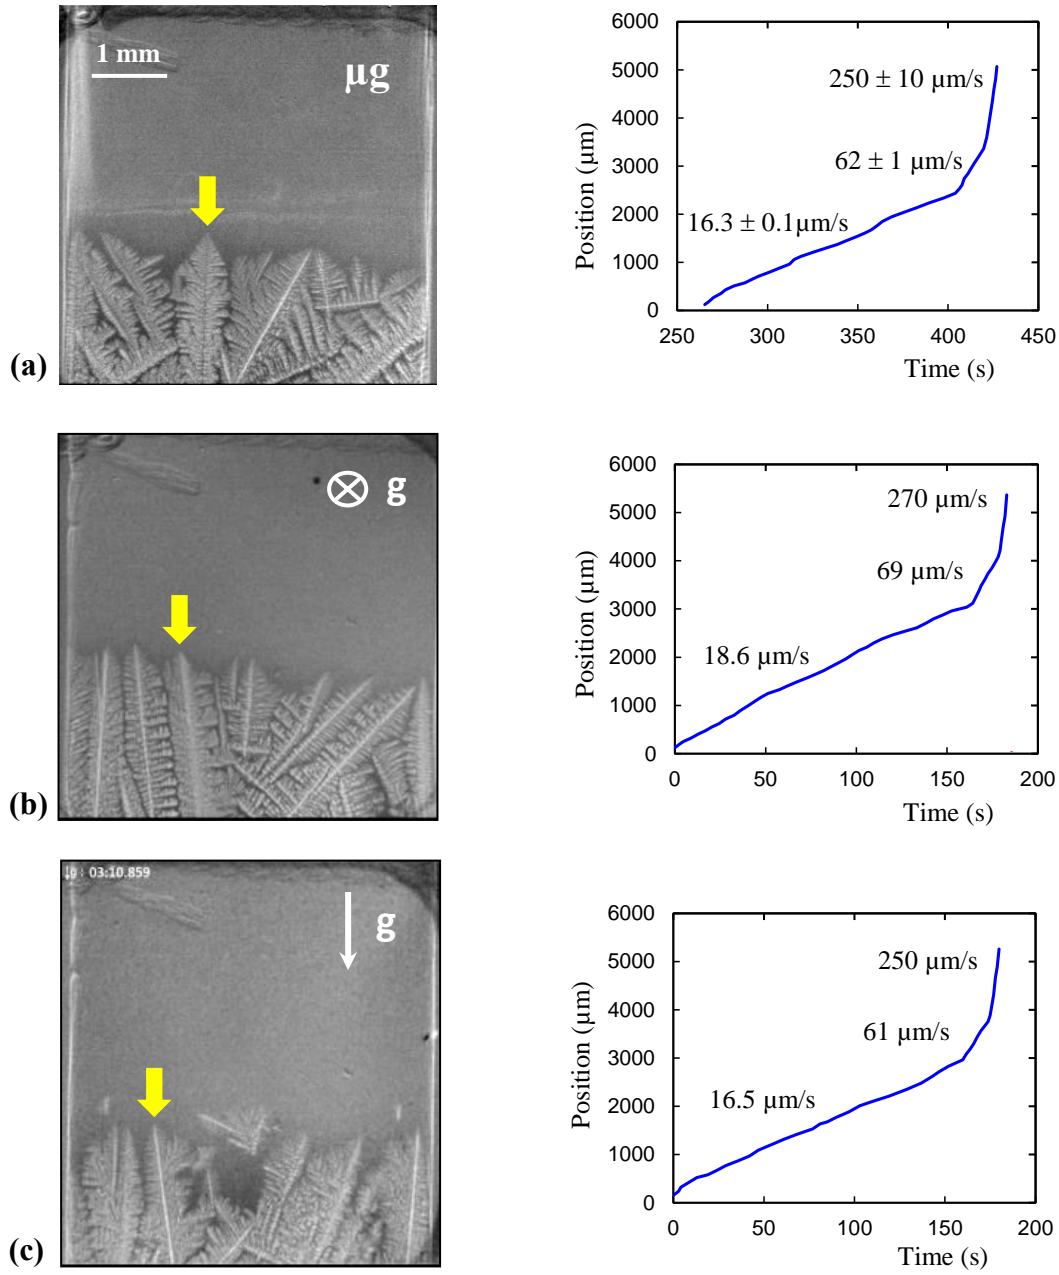 1 mm
µg
(a)
Position (µm)
6000
5000
4000
3000
2000
1000
0
250 ± 10 µm/s
62 ± 1 µm/s
16.3 ± 0.1µm/s
250 300 350 400 450
Time (s)
g
(b)
Position (µm)
6000
5000
4000
3000
2000
1000
0
270 µm/s
69 µm/s
18.6 µm/s
0 50 100 150 200
Time (s)
03:10.859
g
(c)
Position (µm)
6000
5000
4000
3000
2000
1000
0
250 µm/s
61 µm/s
16.5 µm/s
0 50 100 150 200
Time (s)